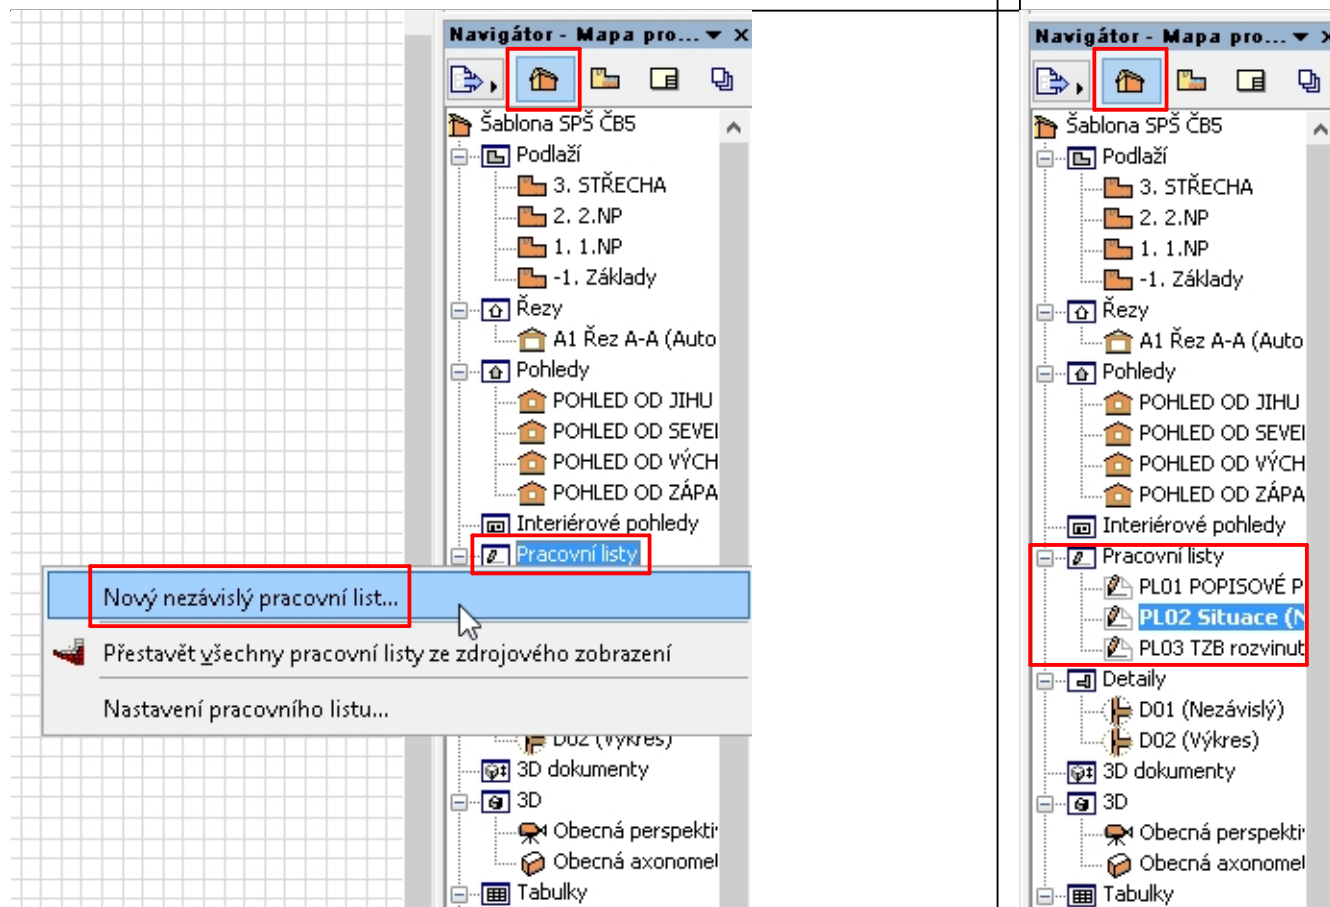 Navigátor - Mapa pro...
Šablona SPŠ ČB5
Podlaží
3. STŘECHA
2. 2.NP
1. 1.NP
-1. Základy
Řezy
A1 Řez A-A (Auto
Pohledy
POHLED OD JIHU
POHLED OD SEVE
POHLED OD VÝCH
POHLED OD ZÁPA
Interiérové pohledy
Pracovní listy
Nový nezávislý pracovní list...
Přestavět všechny pracovní listy ze zdrojového zobrazení
Nastavení pracovního listu...
D02 (Výkres)
3D dokumenty
3D
Obecná perspekti
Obecná axonome
Tabulky
Navigátor - Mapa pro...
Šablona SPŠ ČB5
Podlaží
3. STŘECHA
2. 2.NP
1. 1.NP
-1. Základy
Řezy
A1 Řez A-A (Auto
Pohledy
POHLED OD JIHU
POHLED OD SEVE
POHLED OD VÝCH
POHLED OD ZÁPA
Interiérové pohledy
Pracovní listy
PL01 POPISOVÉ P
PL02 Situace (N
PL03 TZB rozvinut
Detaily
D01 (Nezávislý)
D02 (Výkres)
3D dokumenty
3D
Obecná perspekti
Obecná axonome
Tabulky